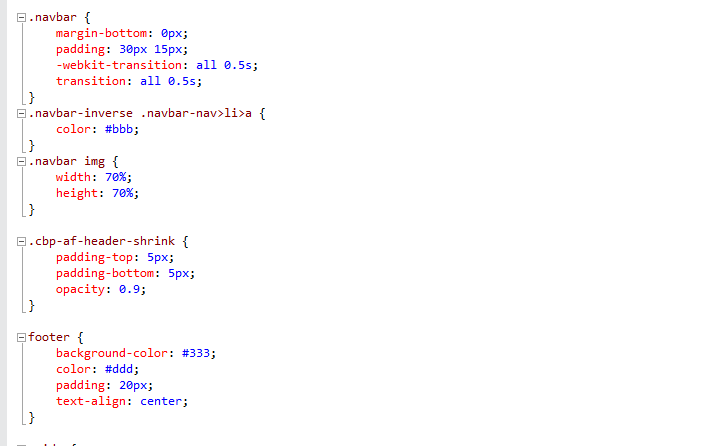 .navbar {
    margin-bottom: 0px;
    padding: 30px 15px;
    -webkit-transition: all 0.5s;
    transition: all 0.5s;
}
.navbar-inverse .navbar-nav>li>a {
    color: #bbb;
}
.navbar img {
    width: 70%;
    height: 70%;
}
.cbp-af-header-shrink {
    padding-top: 5px;
    padding-bottom: 5px;
    opacity: 0.9;
}
footer {
    background-color: #333;
    color: #ddd;
    padding: 20px;
    text-align: center;
}